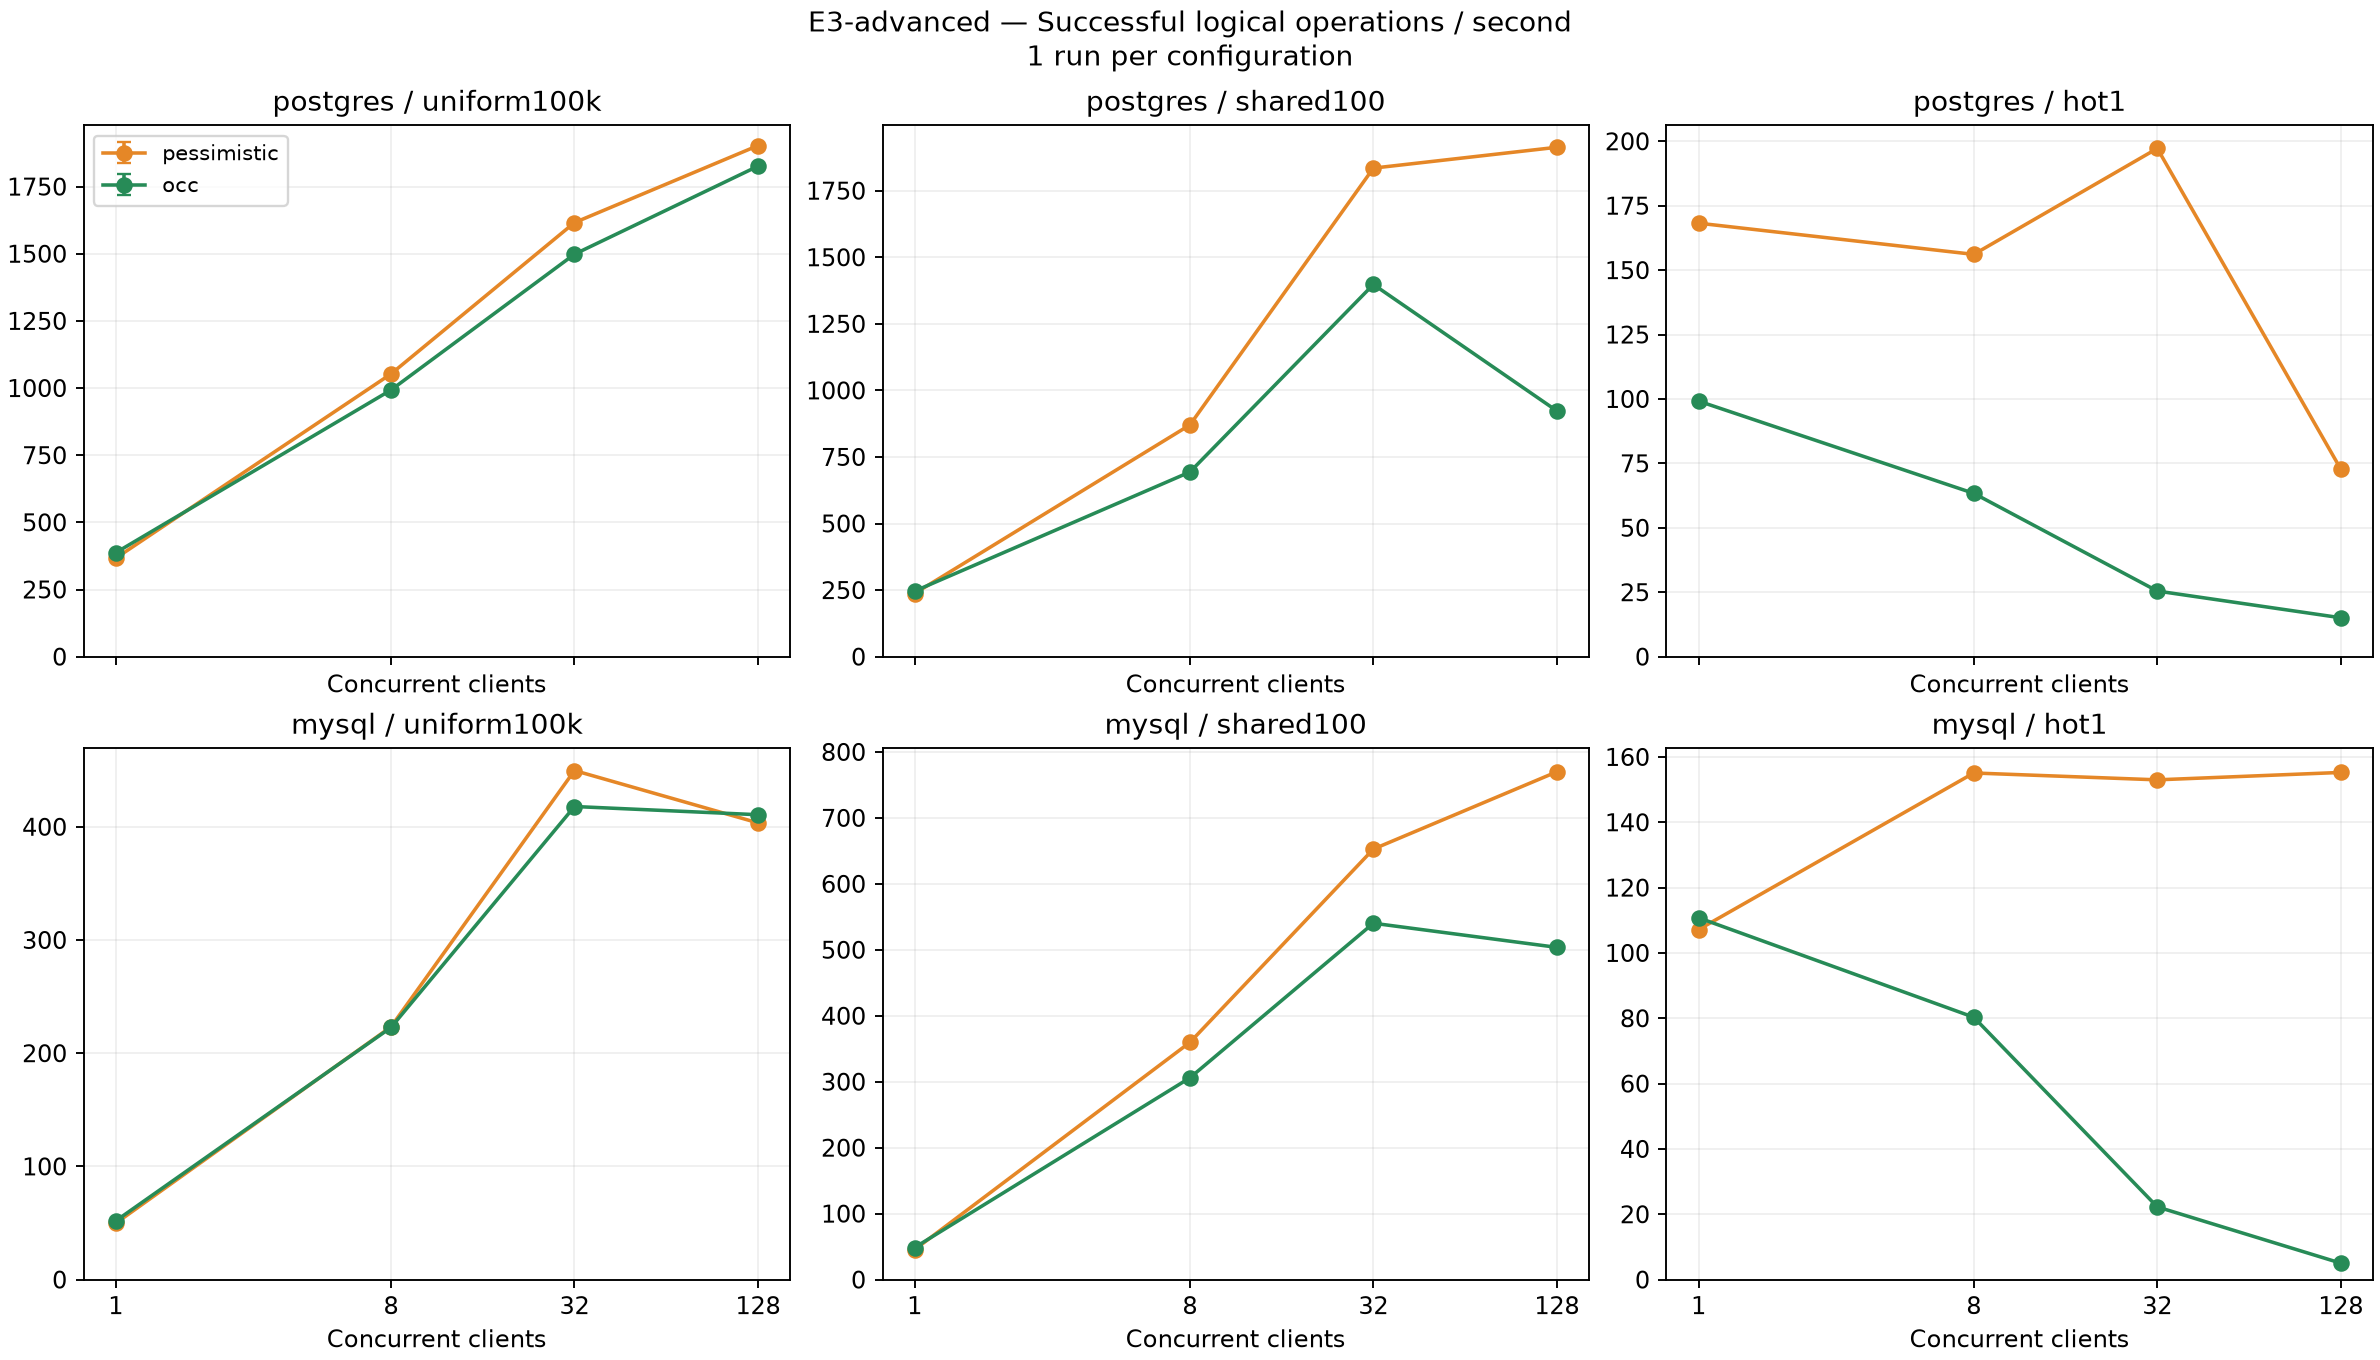 E3-advanced — Successful logical operations / second
1 run per configuration
postgres / uniform100k
pessimistic
occ
1750
1500
1250
1000
750
500
250
0
Concurrent clients
postgres / shared100
1750
1500
1250
1000
750
500
250
0
Concurrent clients
postgres / hot1
200
175
150
125
100
75
50
25
0
Concurrent clients
mysql / uniform100k
400
300
200
100
0
1 8 32 128
Concurrent clients
mysql / shared100
800
700
600
500
400
300
200
100
0
1 8 32 128
Concurrent clients
mysql / hot1
160
140
120
100
80
60
40
20
0
1 8 32 128
Concurrent clients